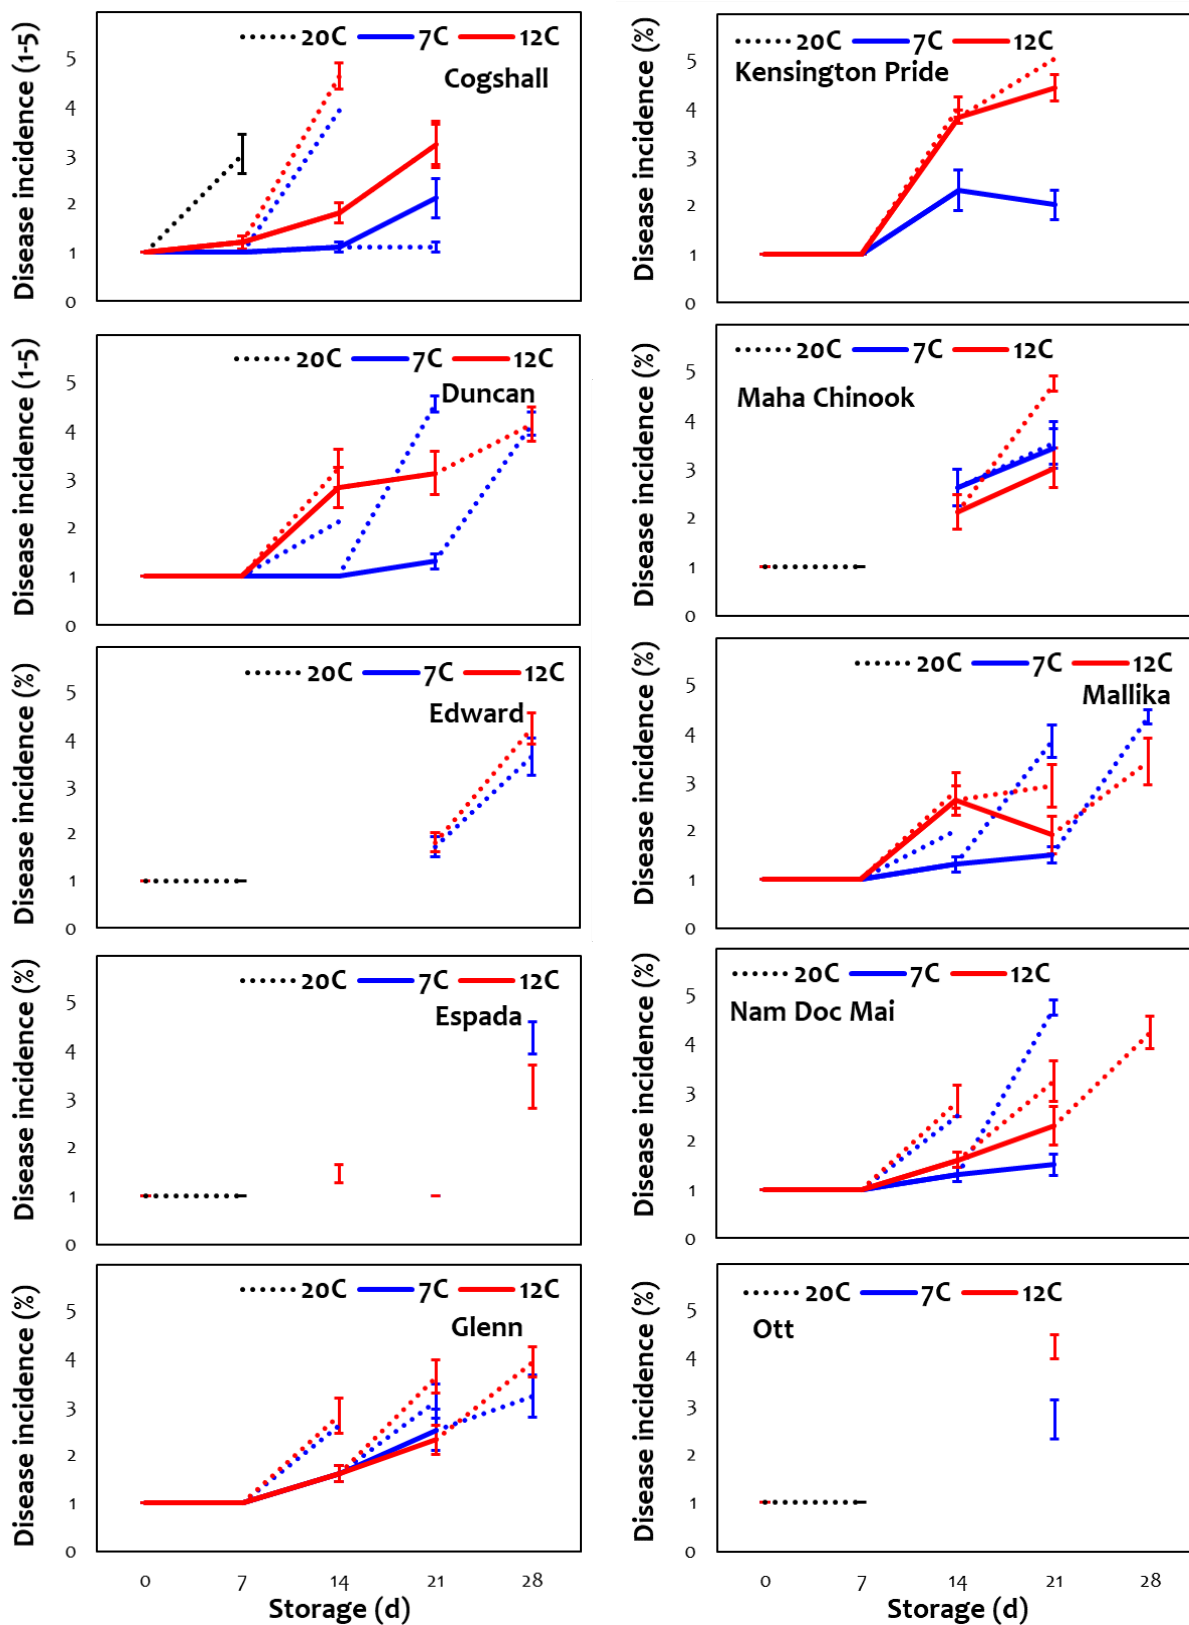 Disease incidence (1-5)
20C 7C 12C
Cogshall
5
4
3
2
1
0
Disease incidence (%)
20C 7C 12C
Kensington Pride
5
4
3
2
1
0
Disease incidence (1-5)
20C 7C 12C
Duncan
5
4
3
2
1
0
Disease incidence (%)
20C 7C 12C
Maha Chinook
5
4
3
2
1
0
Disease incidence (%)
20C 7C 12C
Edward
5
4
3
2
1
0
Disease incidence (%)
20C 7C 12C
Mallika
5
4
3
2
1
0
Disease incidence (%)
20C 7C 12C
Espada
5
4
3
2
1
0
Disease incidence (%)
20C 7C 12C
Nam Doc Mai
5
4
3
2
1
0
Disease incidence (%)
20C 7C 12C
Glenn
5
4
3
2
1
0
0 7 14 21 28
Storage (d)
Disease incidence (%)
20C 7C 12C
Ott
5
4
3
2
1
0
0 7 14 21 28
Storage (d)